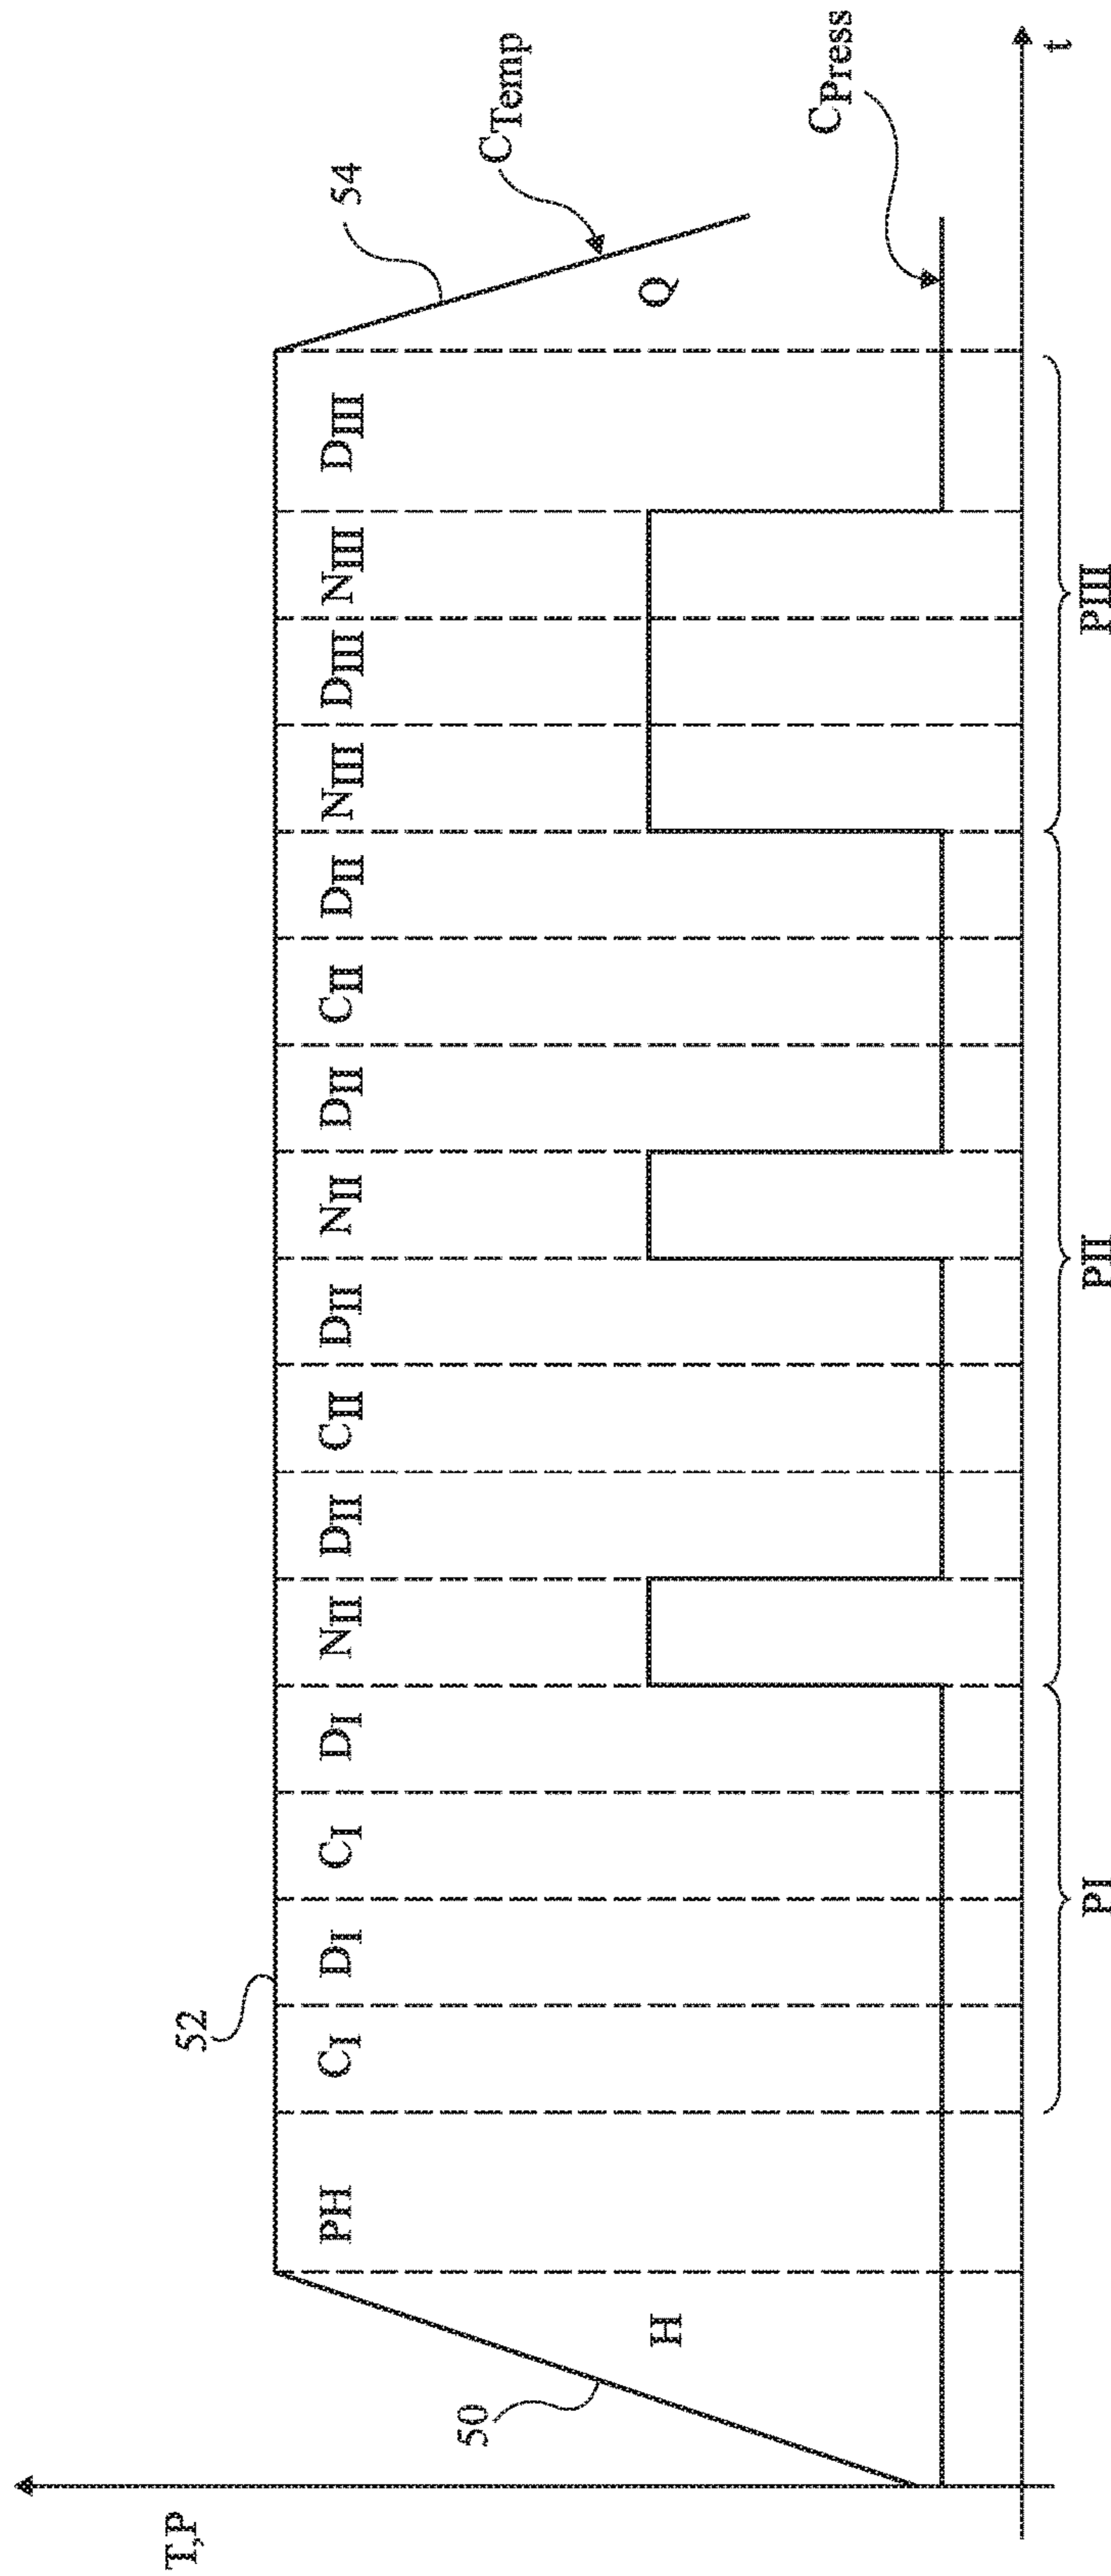 T,P
52
54
50
PH
CI
DI
CI
DI
NII
DII
CII
DII
NII
DII
CII
DII
NIII
DIII
NIII
DIII
H
Q
CTemp
CPress
t
PI
PII
PIII